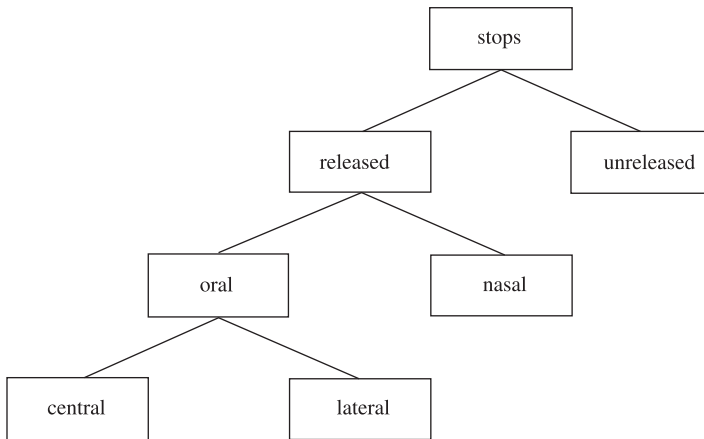 stops
released
unreleased
oral
nasal
central
lateral